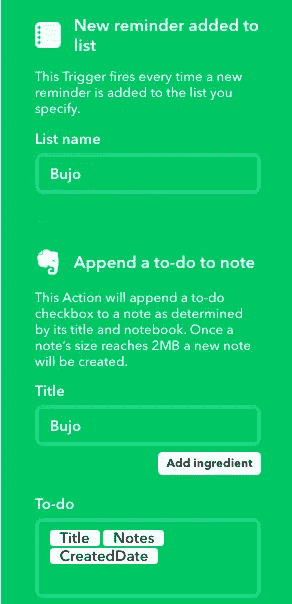 New reminder added to
list
This Trigger fires every time a new
reminder is added to the list you
specify.
List name
Bujo
Append a to-do to note
This Action will append a to-do
checkbox to a note as determined
by its title and notebook. Once a
note's size reaches 2MB a new note
will be created.
Title
Bujo
Add ingredient
To-do
Title Notes
CreatedDate